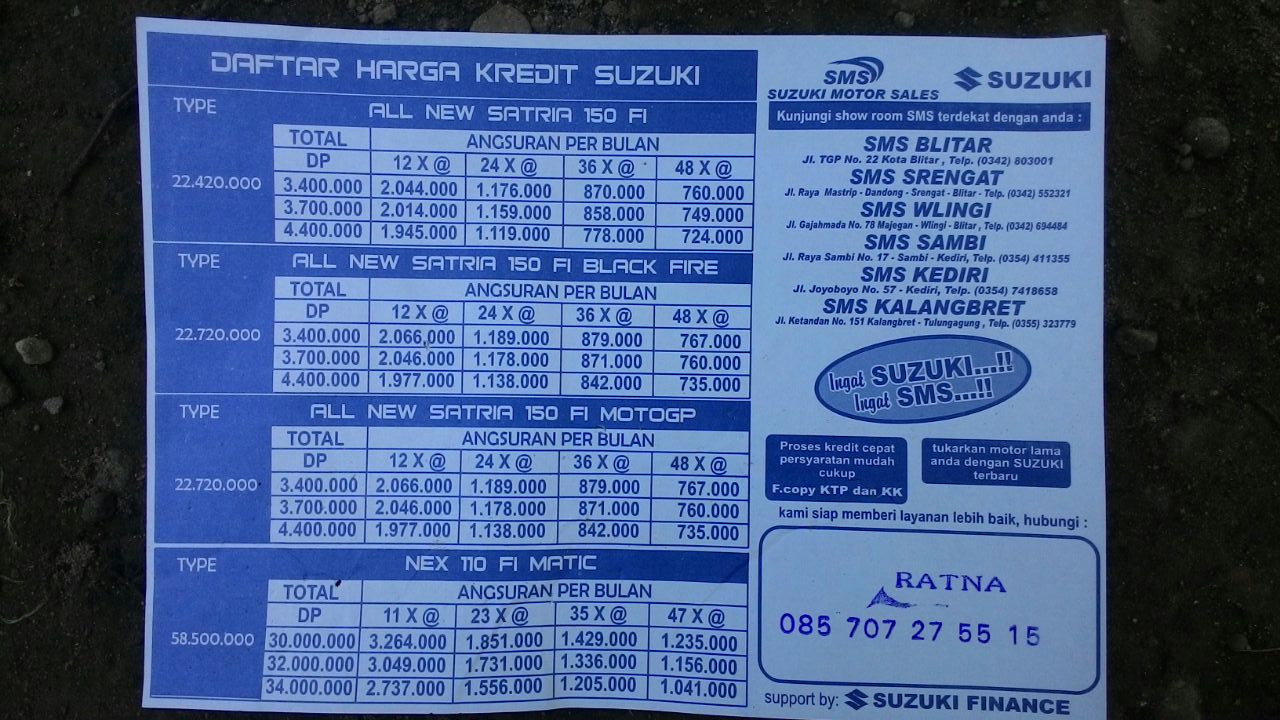 DAFTAR HARGA KREDIT SUZUKI
TYPE
ALL NEW SATRIA 150 FI
TOTAL ANGSURAN PER BULAN
DP 12 X @ 24 X @ 36 X @ 48 X @
22.420.000
3.400.000 2.044.000 1.176.000 870.000 760.000
3.700.000 2.014.000 1.159.000 858.000 749.000
4.400.000 1.945.000 1.119.000 778.000 724.000
TYPE
ALL NEW SATRIA 150 FI BLACK FIRE
TOTAL ANGSURAN PER BULAN
DP 12 X @ 24 X @ 36 X @ 48 X @
22.720.000
3.400.000 2.066.000 1.189.000 879.000 767.000
3.700.000 2.046.000 1.178.000 871.000 760.000
4.400.000 1.977.000 1.138.000 842.000 735.000
TYPE
ALL NEW SATRIA 150 FI MOTOGP
TOTAL ANGSURAN PER BULAN
DP 12 X @ 24 X @ 36 X @ 48 X @
22.720.000
3.400.000 2.066.000 1.189.000 879.000 767.000
3.700.000 2.046.000 1.178.000 871.000 760.000
4.400.000 1.977.000 1.138.000 842.000 735.000
TYPE
NEX 110 FI MATIC
TOTAL ANGSURAN PER BULAN
DP 11 X @ 23 X @ 35 X @ 47 X @
58.500.000
30.000.000 3.264.000 1.851.000 1.429.000 1.235.000
32.000.000 3.049.000 1.731.000 1.336.000 1.156.000
34.000.000 2.737.000 1.556.000 1.205.000 1.041.000
SMS
SUZUKI MOTOR SALES
SUZUKI
Kunjungi show room SMS terdekat dengan anda :
SMS BLITAR
Jl. TGP No. 22 Kota Blitar , Telp. (0342) 803001
SMS SRENGAT
Jl. Raya Mastrip - Dandong - Srengat - Blitar - Telp. (0342) 552321
SMS WLINGI
Jl. Gajahmada No. 78 Majegan - Wlingi - Blitar , Telp. (0342) 694484
SMS SAMBI
Jl. Raya Sambi No. 17 - Sambi - Kediri, Telp. (0354) 411355
SMS KEDIRI
Jl. Joyoboyo No. 57 - Kediri, Telp. (0354) 7418658
SMS KALANGBRET
Jl. Ketandan No. 151 Kalangbret - Tulungagung , Telp. (0355) 323779
Ingat SUZUKI...!!
Ingat SMS...!!
Proses kredit cepat
persyaratan mudah
cukup
F.copy KTP dan KK
tukarkan motor lama
anda dengan SUZUKI
terbaru
kami siap memberi layanan lebih baik, hubungi :
RATNA
085 707 27 55 15
support by: SUZUKI FINANCE